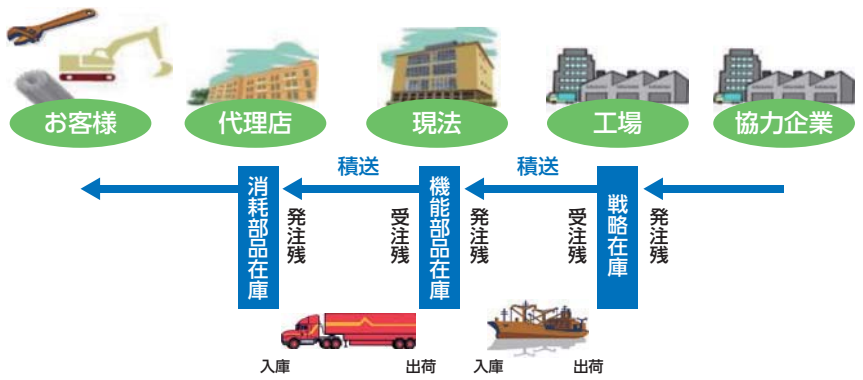 お客様
代理店
現法
工場
協力企業
積送
積送
消耗部品在庫
発注残
受注残
機能部品在庫
発注残
受注残
戦略在庫
発注残
入庫
出荷
入庫
出荷